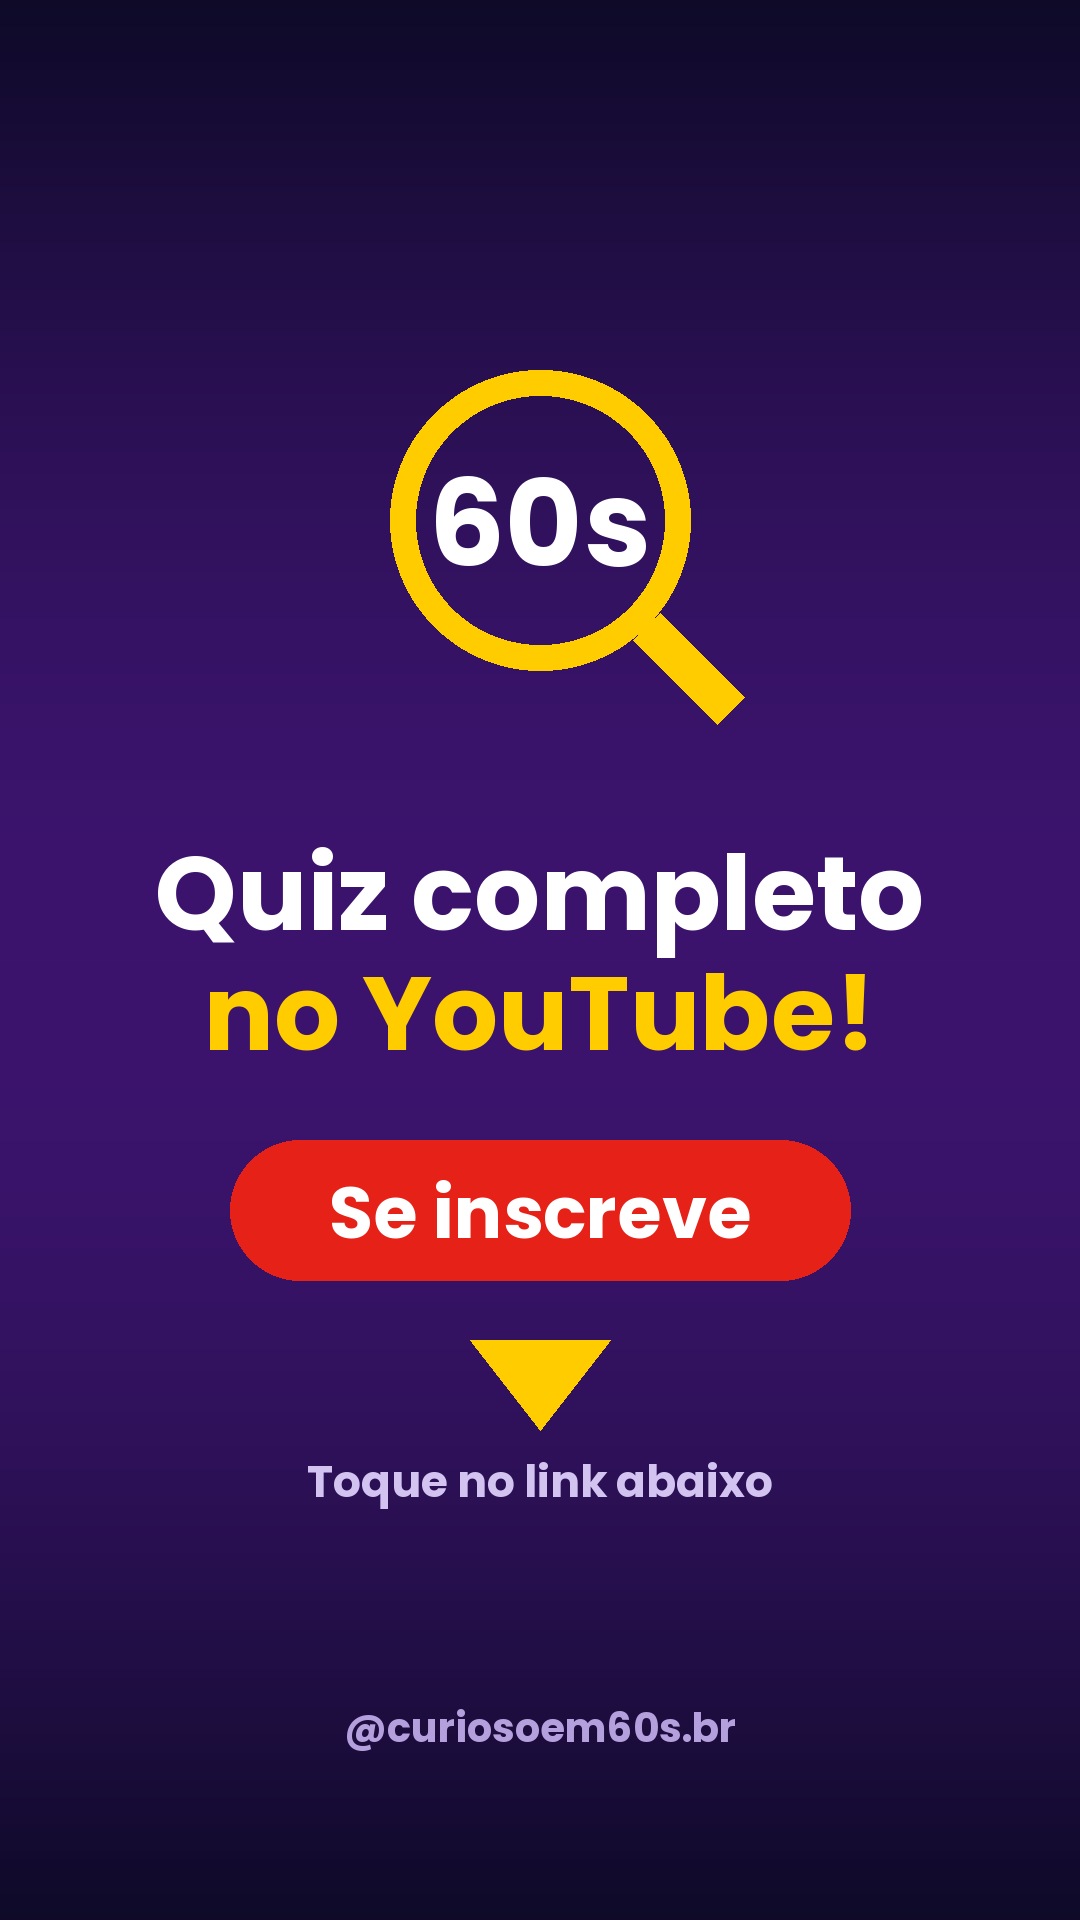 60s
Quiz completo
no YouTube!
Se inscreve
Toque no link abaixo
@curiosoem60s.br